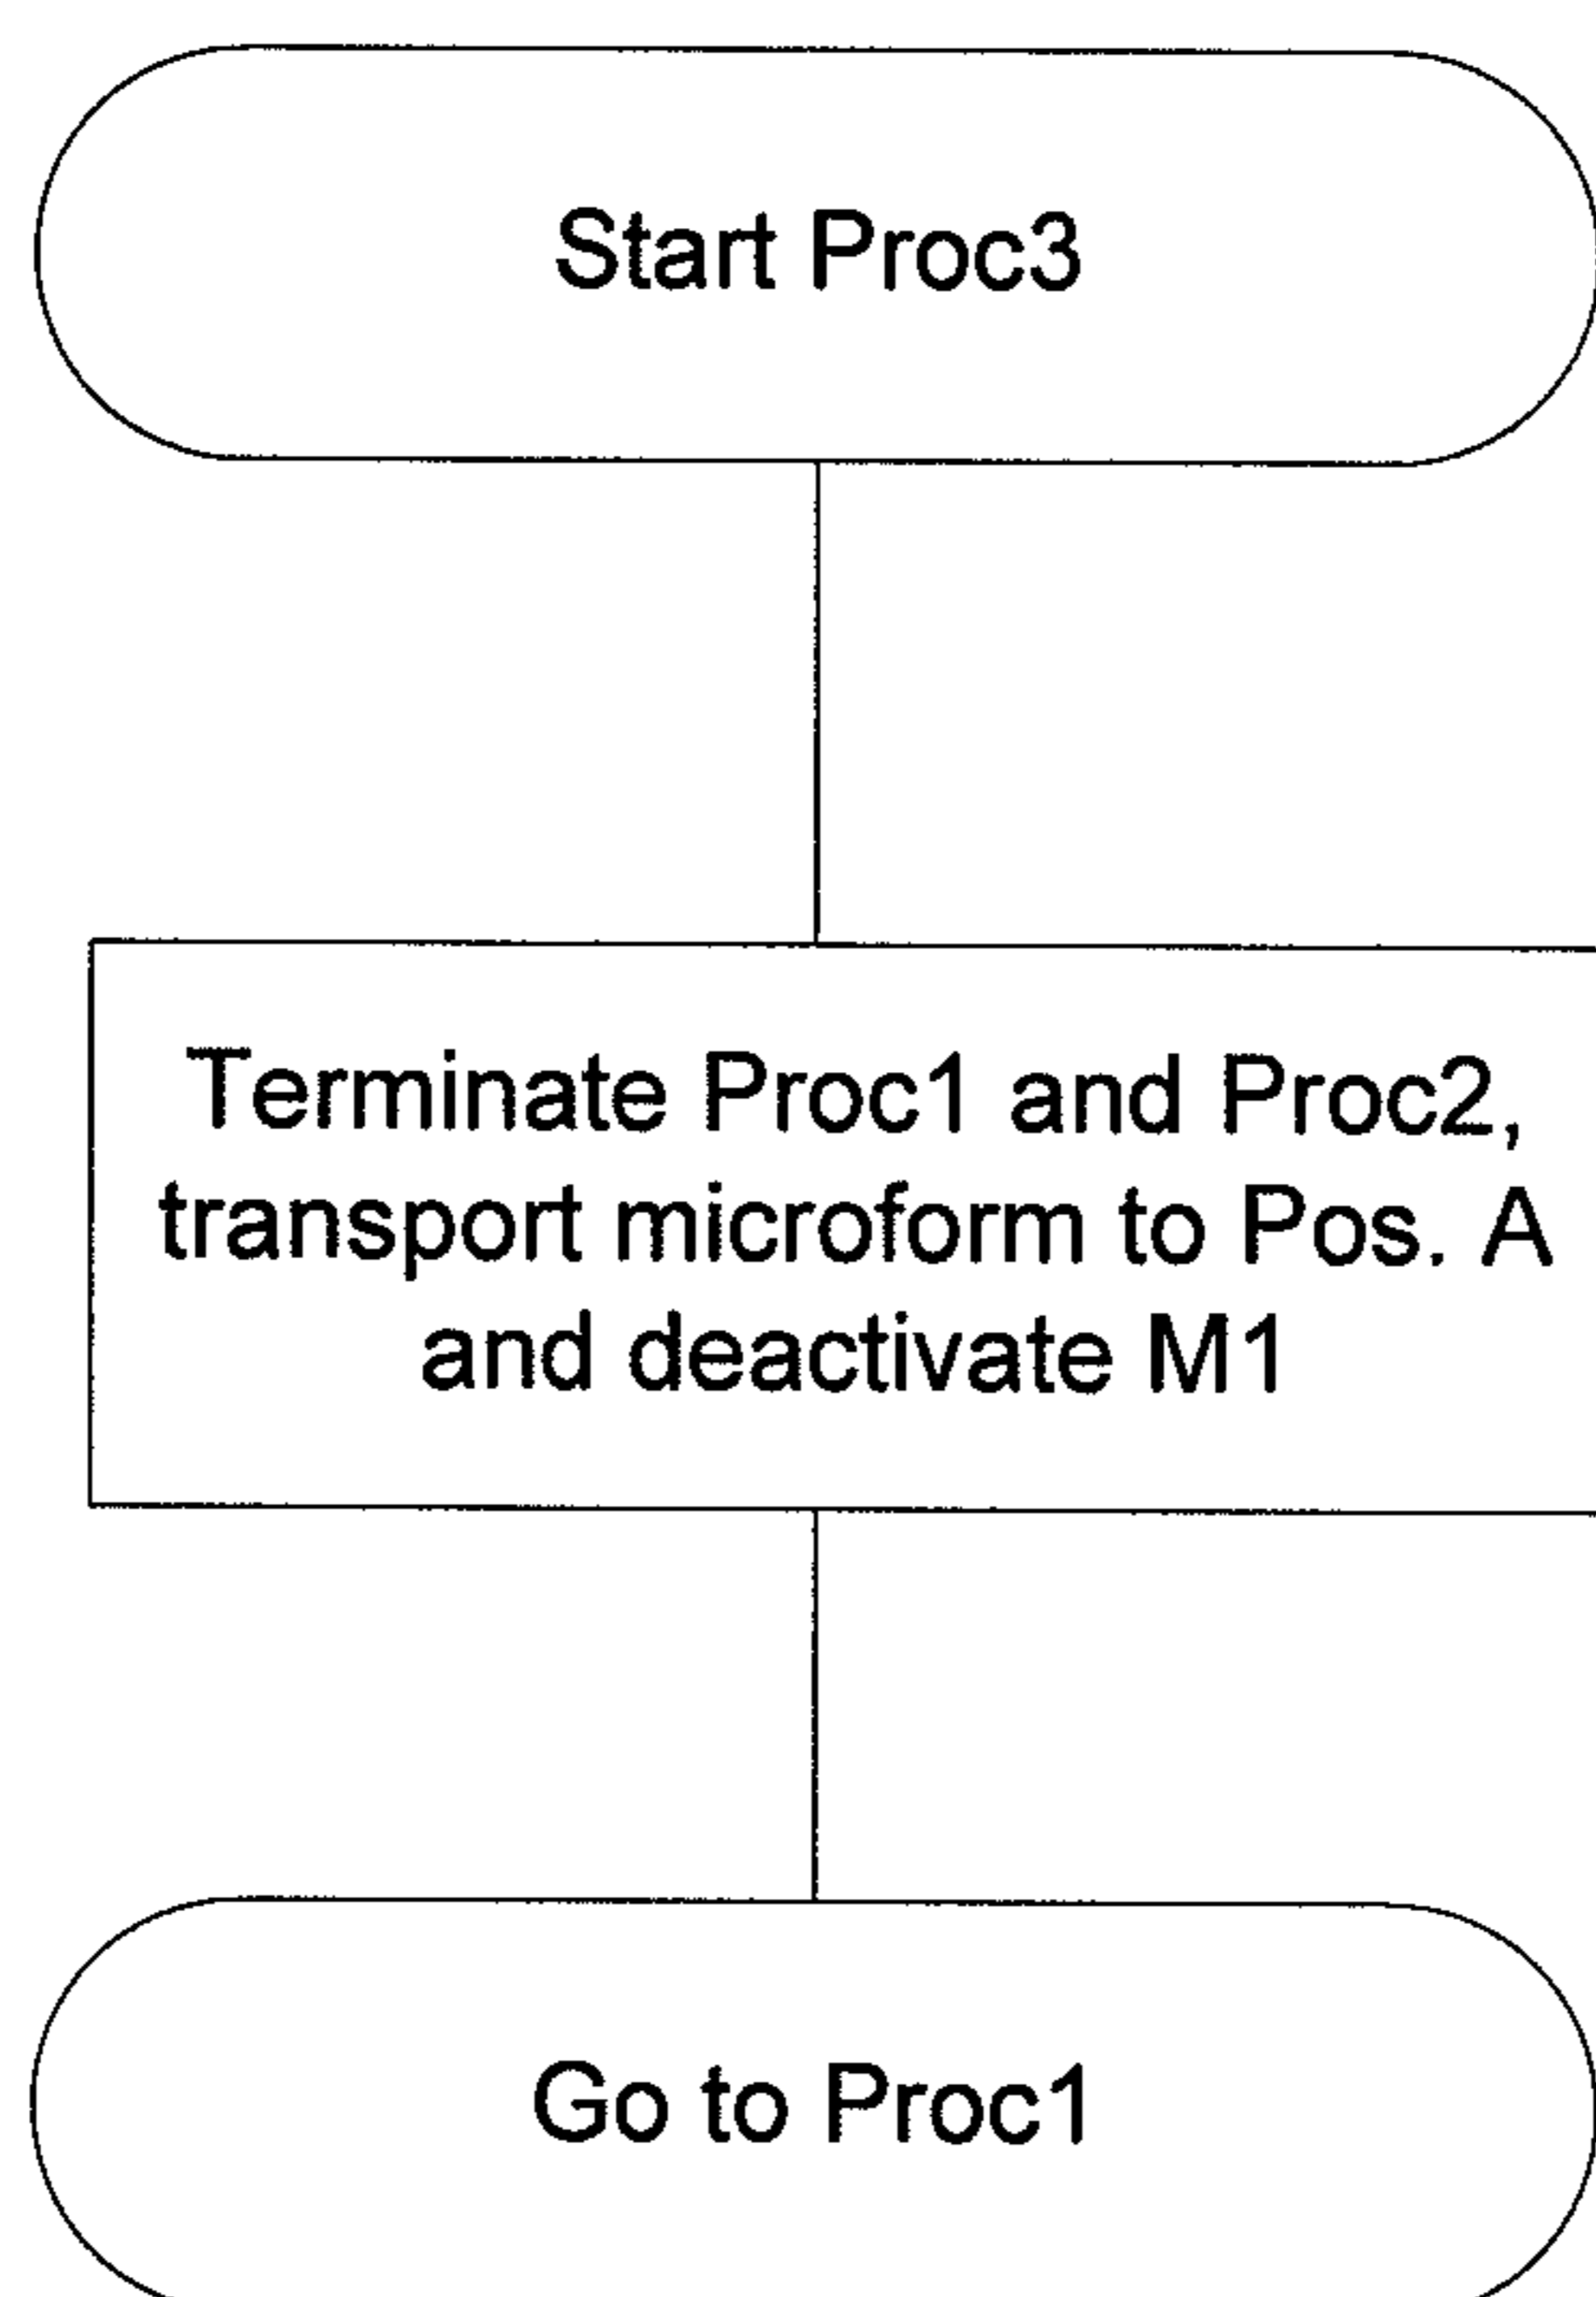 Start Proc3
Terminate Proc1 and Proc2,
transport microform to Pos. A
and deactivate M1
Go to Proc1